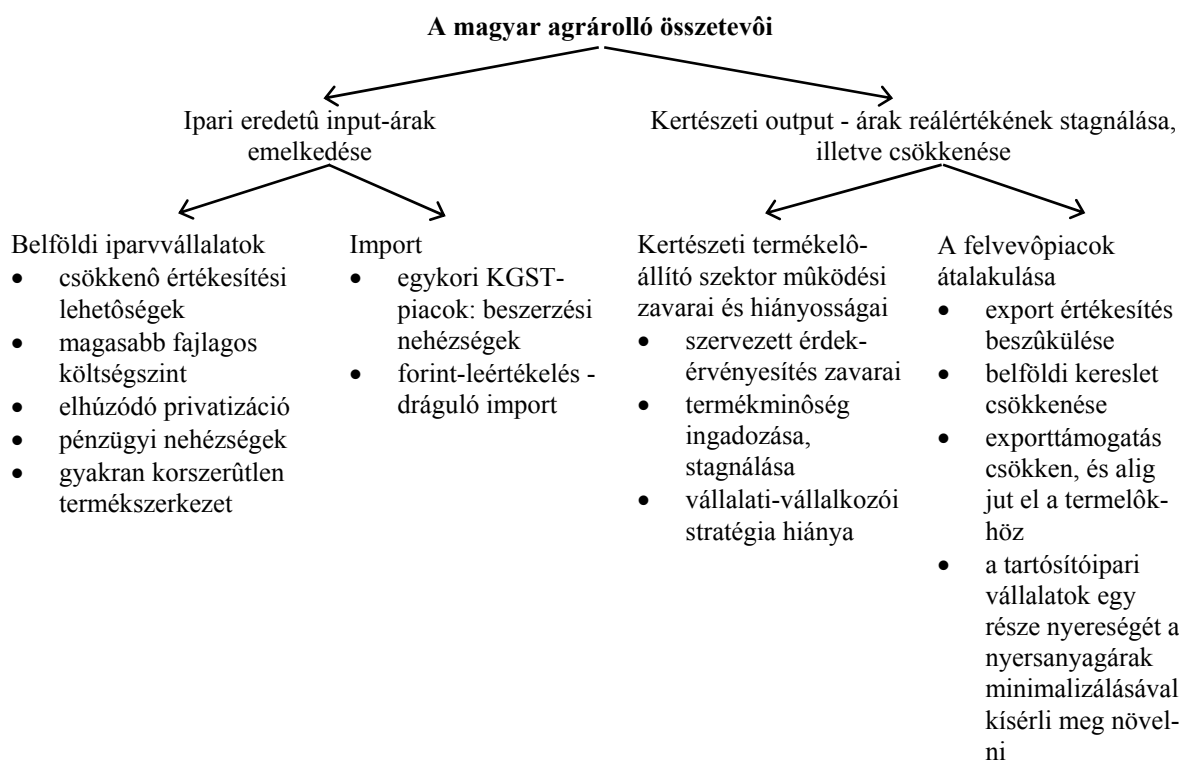 A magyar agrárolló összetevôi
Ipari eredetû input-árak
emelkedése
Kertészeti output - árak reálértékének stagnálása,
illetve csökkenése
Belföldi iparvvállalatok
• csökkenô értékesítési
lehetôségek
• magasabb fajlagos
költségszint
• elhúzódó privatizáció
• pénzügyi nehézségek
• gyakran korszerûtlen
termékszerkezet
Import
• egykori KGST-
piacok: beszerzési
nehézségek
• forint-leértékelés -
dráguló import
Kertészeti termékelô-
állító szektor mûködési
zavarai és hiányosságai
• szervezett érdek-
érvényesítés zavarai
• termékminôség
ingadozása,
stagnálása
• vállalati-vállalkozói
stratégia hiánya
A felvevôpiacok
átalakulása
• export értékesítés
beszûkülése
• belföldi kereslet
csökkenése
• exporttámogatás
csökken, és alig
jut el a termelôk-
höz
• a tartósítóipari
vállalatok egy
része nyereségét a
nyersanyagárak
minimalizálásával
kísérli meg növel-
ni